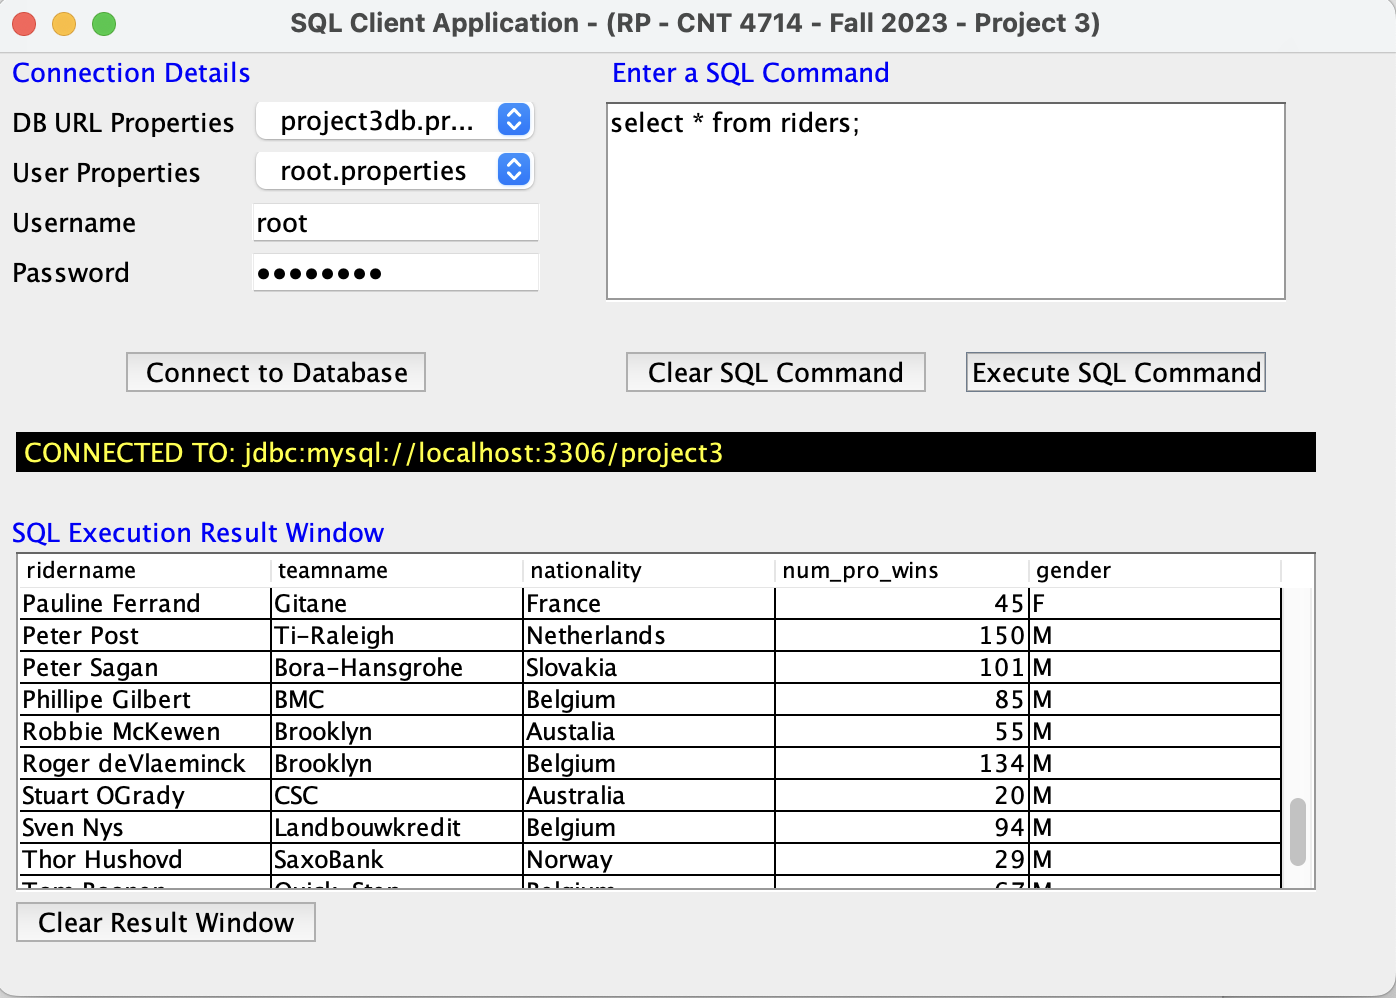 SQL Client Application - (RP - CNT 4714 - Fall 2023 - Project 3)
Connection Details
Enter a SQL Command
DB URL Properties project3db.pr...
select * from riders;
User Properties root.properties
Username root
Password ●●●●●●●●
Connect to Database
Clear SQL Command
Execute SQL Command
CONNECTED TO: jdbc:mysql://localhost:3306/project3
SQL Execution Result Window
ridername teamname nationality num_pro_wins gender
Pauline Ferrand Gitane France 45 F
Peter Post Ti-Raleigh Netherlands 150 M
Peter Sagan Bora-Hansgrohe Slovakia 101 M
Phillipe Gilbert BMC Belgium 85 M
Robbie McKewen Brooklyn Austalia 55 M
Roger deVlaeminck Brooklyn Belgium 134 M
Stuart OGrady CSC Australia 20 M
Sven Nys Landbouwkredit Belgium 94 M
Thor Hushovd SaxoBank Norway 29 M
Clear Result Window